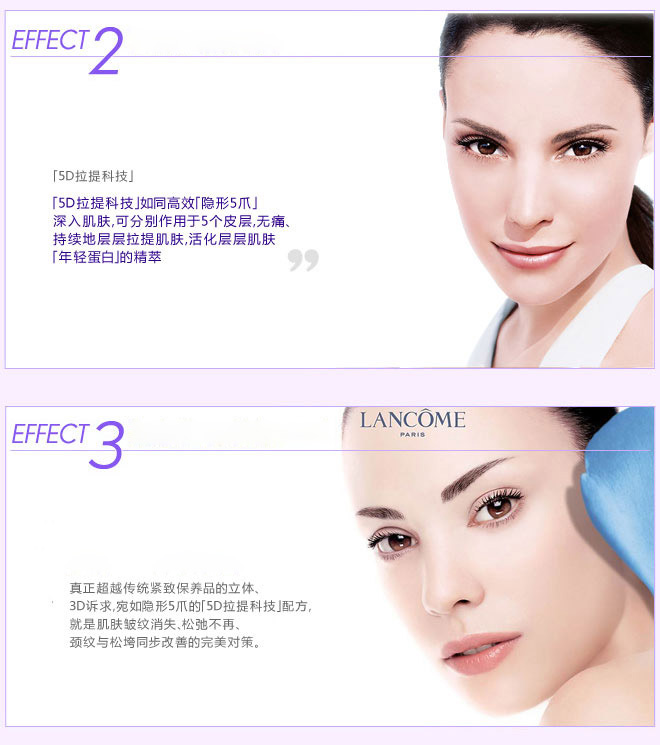 EFFECT 2
「5D拉提科技」
「5D拉提科技」如同高效「隐形5爪」
深入肌肤,可分别作用于5个皮层,无痛、
持续地层层拉提肌肤,活化层层肌肤
「年轻蛋白」的精萃
”
EFFECT 3
LANCÔME
PARIS
真正超越传统紧致保养品的立体、
3D诉求,宛如隐形5爪的「5D拉提科技」配方,
就是肌肤皱纹消失、松弛不再、
颈纹与松垮同步改善的完美对策。